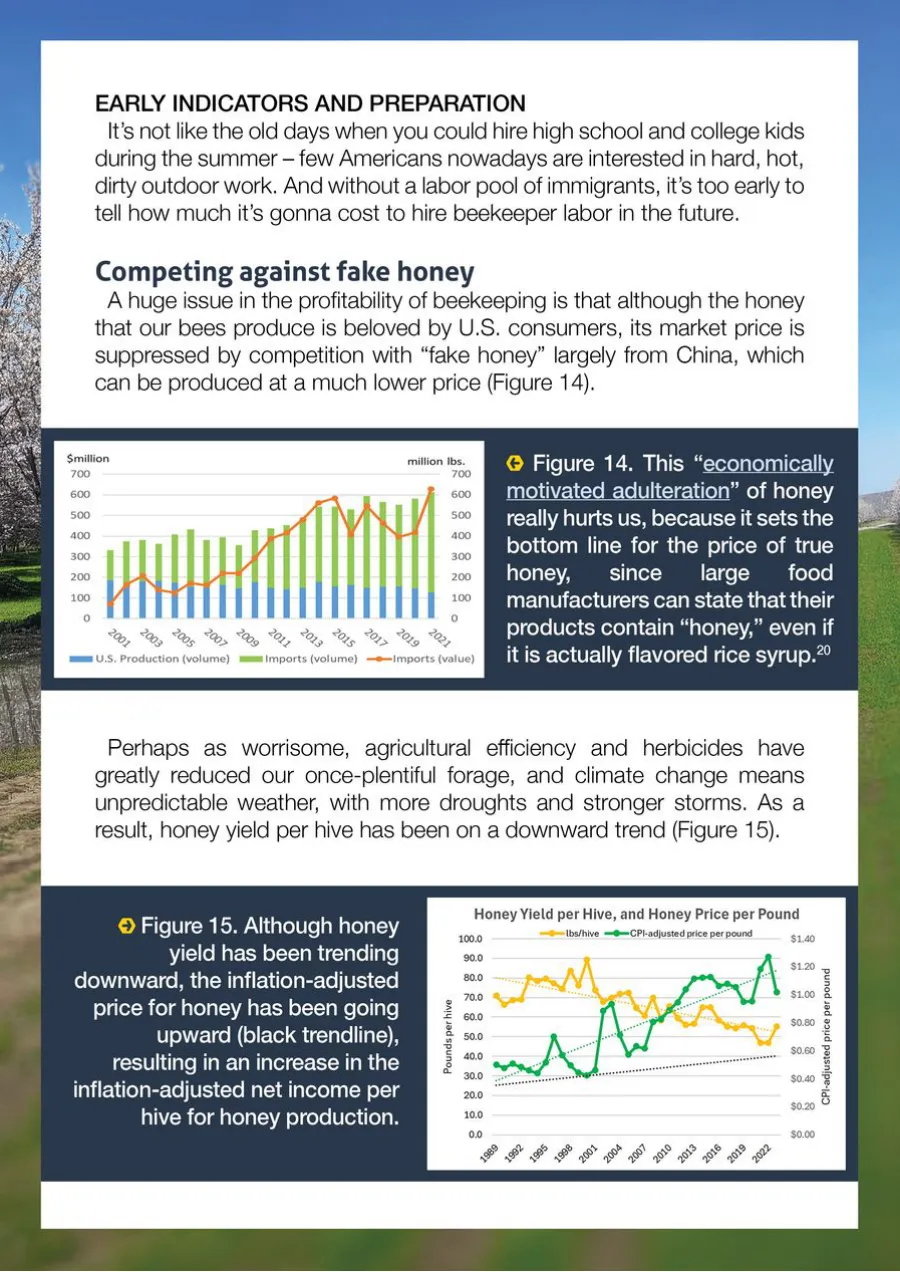 EARLY INDICATORS AND PREPARATION
It's not like the old days when you could hire high school and college kids
during the summer – few Americans nowadays are interested in hard, hot,
dirty outdoor work. And without a labor pool of immigrants, it's too early to
tell how much it's gonna cost to hire beekeeper labor in the future.
Competing against fake honey
A huge issue in the profitability of beekeeping is that although the honey
that our bees produce is beloved by U.S. consumers, its market price is
suppressed by competition with “fake honey” largely from China, which
can be produced at a much lower price (Figure 14).
$million
million lbs.
700
600
500
400
300
200
100
0
700
600
500
400
300
200
100
0
2001
2003
2005
2007
2009
2011
2013
2015
2017
2019
2021
U.S. Production (volume)
Imports (volume)
Imports (value)
Figure 14. This “economically
motivated adulteration” of honey
really hurts us, because it sets the
bottom line for the price of true
honey, since large food
manufacturers can state that their
products contain “honey,” even if
it is actually flavored rice syrup.20
Perhaps as worrisome, agricultural efficiency and herbicides have
greatly reduced our once-plentiful forage, and climate change means
unpredictable weather, with more droughts and stronger storms. As a
result, honey yield per hive has been on a downward trend (Figure 15).
Figure 15. Although honey
yield has been trending
downward, the inflation-adjusted
price for honey has been going
upward (black trendline),
resulting in an increase in the
inflation-adjusted net income per
hive for honey production.
Honey Yield per Hive, and Honey Price per Pound
lbs/hive
CPI-adjusted price per pound
100.0
90.0
80.0
70.0
60.0
50.0
40.0
30.0
20.0
10.0
0.0
Pounds per hive
$1.40
$1.20
$1.00
$0.80
$0.60
$0.40
$0.20
$0.00
CPI-adjusted price per pound
1989
1992
1995
1998
2001
2004
2007
2010
2013
2016
2019
2022